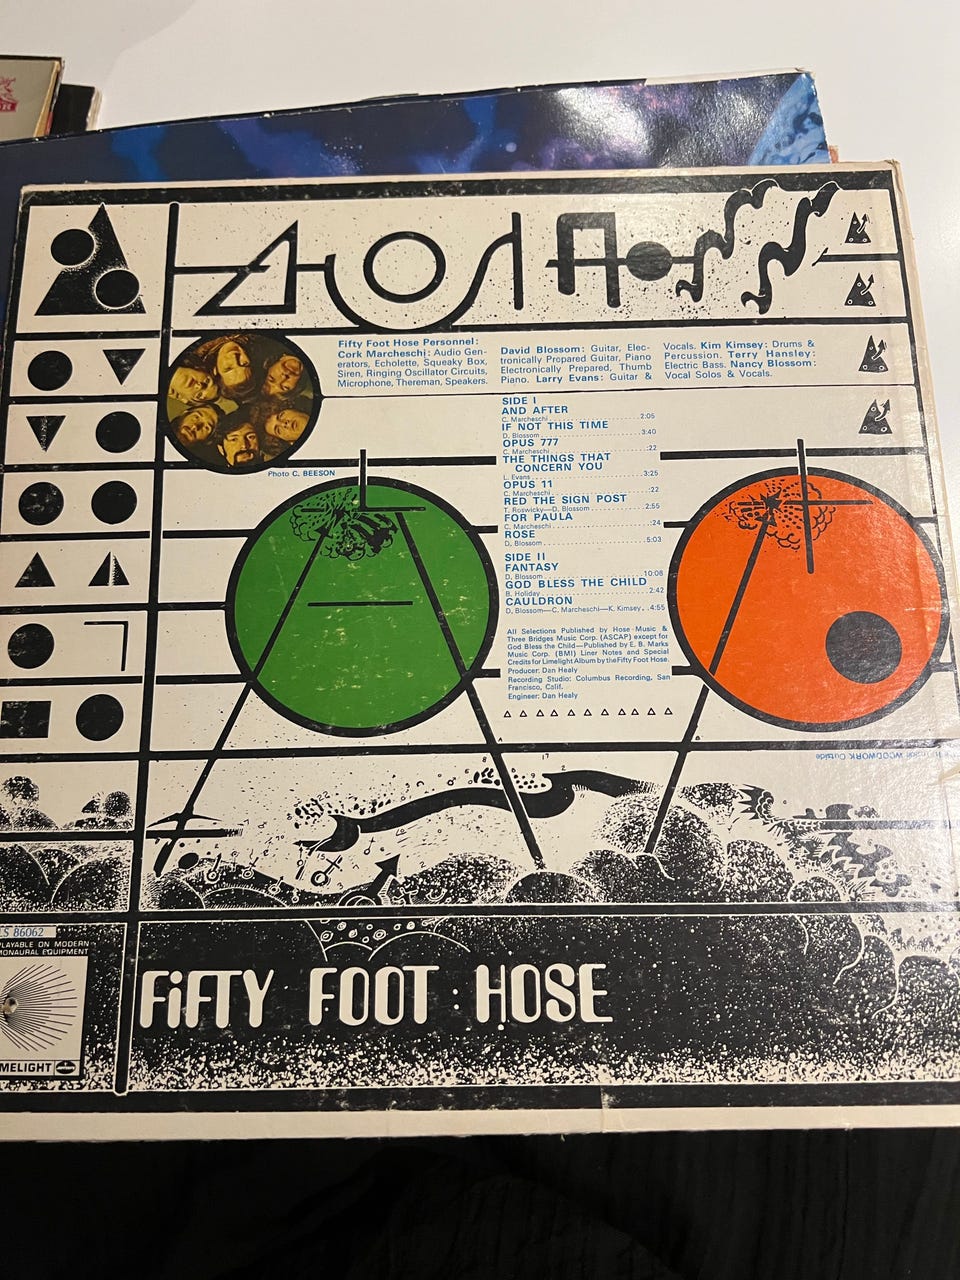 Fifty Foot Hose Personnel:
Cork Marcheschi: Audio Gen-
erators, Echolette, Squeaky Box,
Siren, Ringing Oscillator Circuits,
Microphone, Thereman, Speakers.
David Blossom: Guitar, Elec-
tronically Prepared Guitar, Piano
Electronically Prepared, Thumb
Piano. Larry Evans: Guitar &
Vocals. Kim Kimsey: Drums &
Percussion. Terry Hansley:
Electric Bass. Nancy Blossom:
Vocal Solos & Vocals.
Photo C. BEESON
SIDE I
AND AFTER
C. Marcheschi 2:05
IF NOT THIS TIME
D. Blossom 3:40
OPUS 777
C. Marcheschi :22
THE THINGS THAT
CONCERN YOU
L. Evans 3:25
OPUS 11
C. Marcheschi :22
RED THE SIGN POST
T. Roswicky—D. Blossom 2:55
FOR PAULA
C. Marcheschi :24
ROSE
D. Blossom 5:03
SIDE II
FANTASY
D. Blossom 10:08
GOD BLESS THE CHILD
B. Holiday 2:42
CAULDRON
D. Blossom—C. Marcheschi—K. Kimsey 4:55
All Selections Published by Hose Music &
Three Bridges Music Corp. (ASCAP) except for
God Bless the Child—Published by E. B. Marks
Music Corp. (BMI) Liner Notes and Special
Credits for Limelight Album by the Fifty Foot Hose.
Producer: Dan Healy
Recording Studio: Columbus Recording, San
Francisco, Calif.
Engineer: Dan Healy
WOODWORK Outside
LS 86062
PLAYABLE ON MODERN
MONAURAL EQUIPMENT
MELIGHT
FiFTY FOOT HOSE